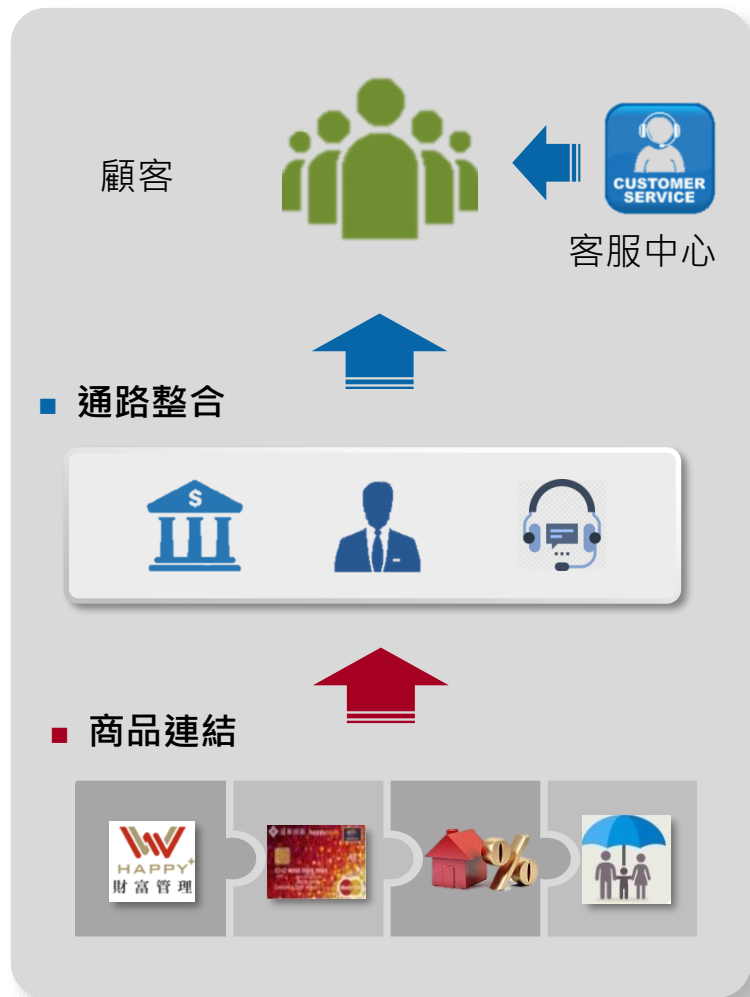 顧客
CUSTOMER
SERVICE
客服中心
通路整合
$
商品連結
HAPPY+
財富管理
%